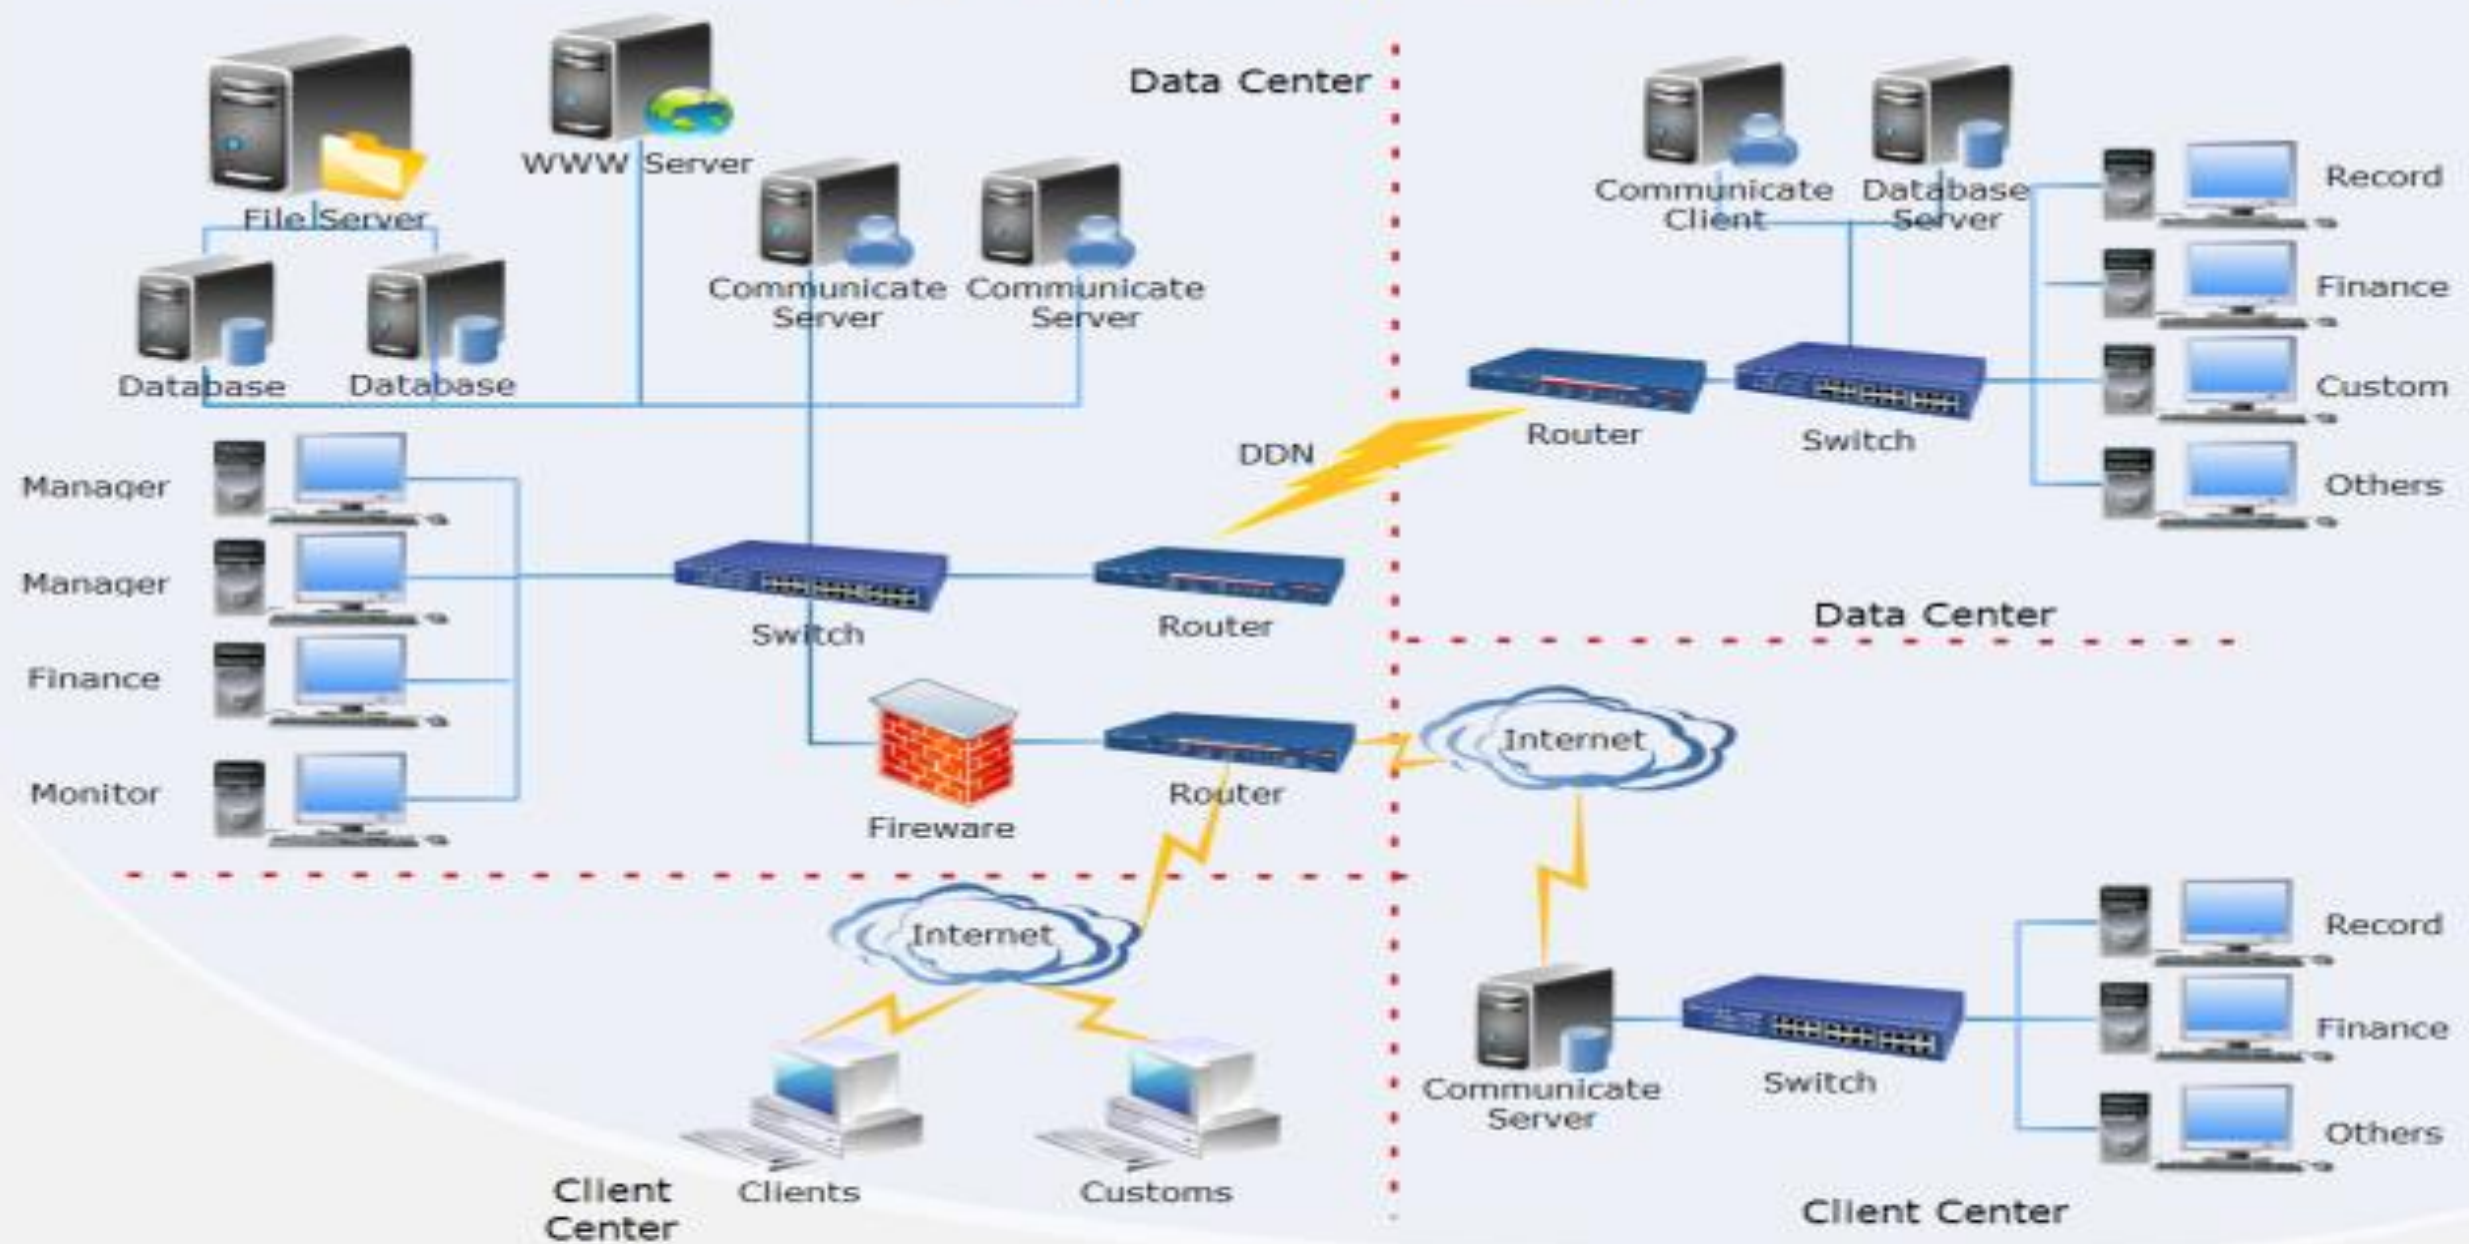 Data Center
WWW Server
File Server
Communicate
Server
Communicate
Server
Database
Database
Manager
Manager
Finance
Monitor
Switch
Router
DDN
Fireware
Router
Communicate
Client
Database
Server
Record
Finance
Custom
Others
Router
Switch
Data Center
Internet
Internet
Clients
Customs
Client
Center
Communicate
Server
Switch
Record
Finance
Others
Client Center